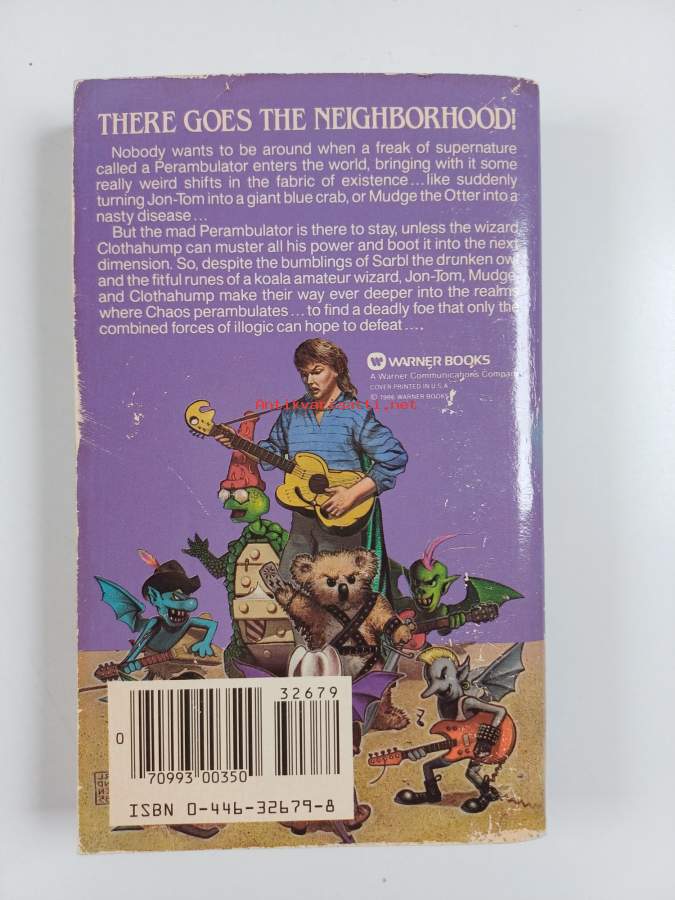 THERE GOES THE NEIGHBORHOOD!
Nobody wants to be around when a freak of supernature
called a Perambulator enters the world, bringing with it some
really weird shifts in the fabric of existence...like suddenly
turning Jon-Tom into a giant blue crab, or Mudge the Otter into a
nasty disease...
But the mad Perambulator is there to stay, unless the wizard
Clothahump can muster all his power and boot it into the next
dimension. So, despite the bumblings of Sorbl the drunken owl
and the fitful runes of a koala amateur wizard, Jon-Tom, Mudge,
and Clothahump make their way ever deeper into the realms
where Chaos perambulates...to find a deadly foe that only the
combined forces of illogic can hope to defeat....
WARNER BOOKS
A Warner Communications Company
COVER PRINTED IN U.S.A.
© 1986 WARNER BOOKS
Antikvariaatti.net
32679
0
70993 00350
ISBN 0-446-32679-8